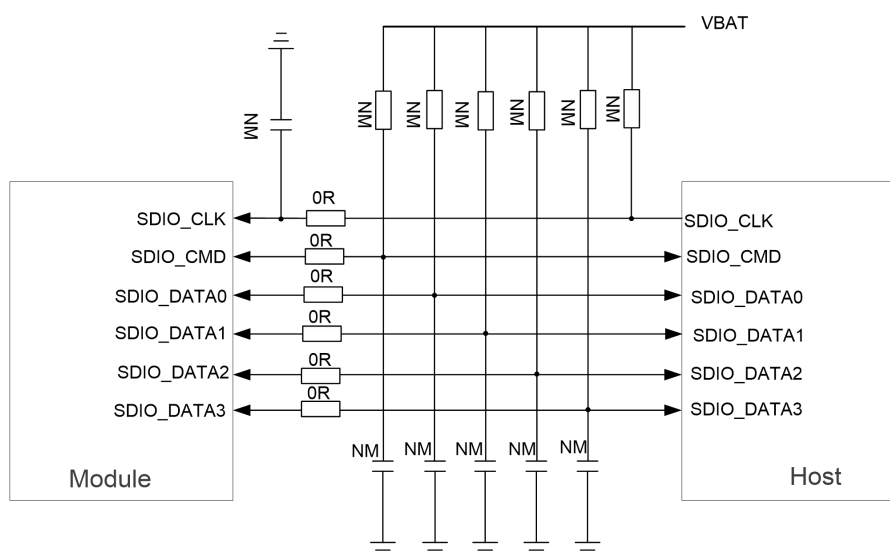 VBAT
NM
NM
NM
NM
NM
NM
NM
0R
SDIO_CLK
SDIO_CLK
0R
SDIO_CMD
SDIO_CMD
0R
SDIO_DATA0
SDIO_DATA0
0R
SDIO_DATA1
SDIO_DATA1
0R
SDIO_DATA2
SDIO_DATA2
0R
SDIO_DATA3
SDIO_DATA3
NM
NM
NM
NM
NM
Module
Host